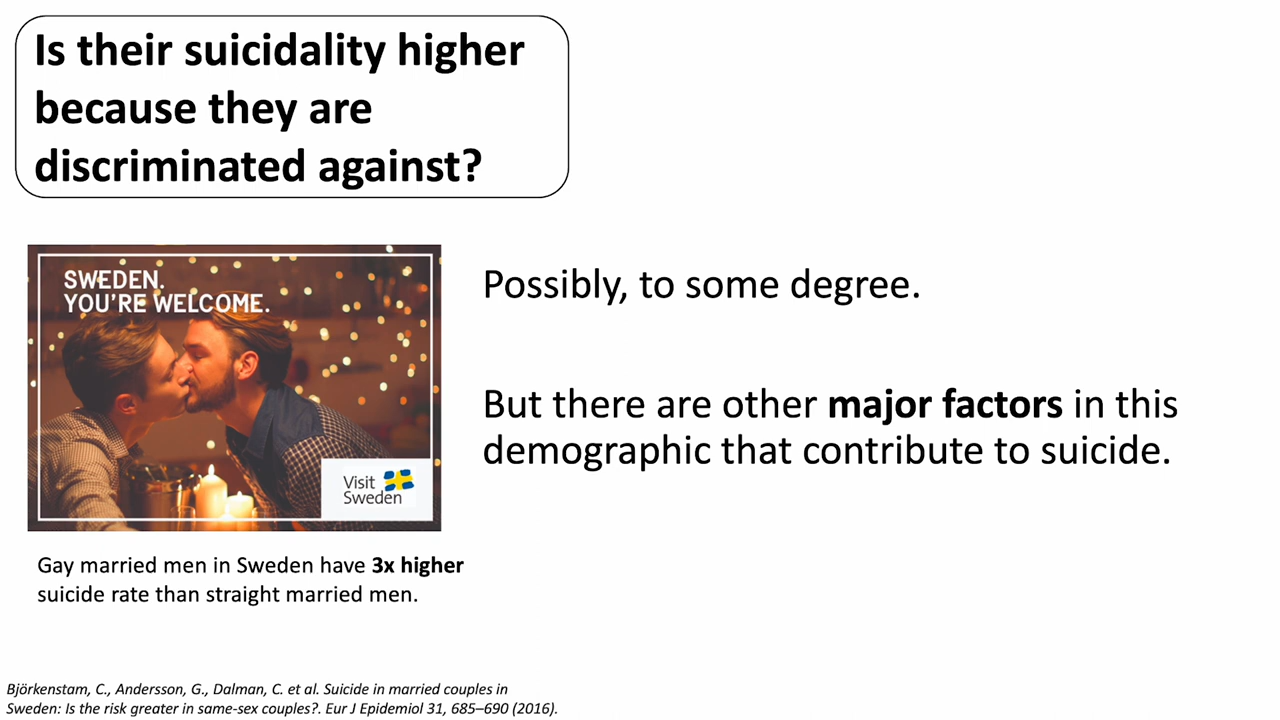 Is their suicidality higher
because they are
discriminated against?
SWEDEN.
YOU'RE WELCOME.
Visit
Sweden
Possibly, to some degree.
But there are other major factors in this
demographic that contribute to suicide.
Gay married men in Sweden have 3x higher
suicide rate than straight married men.
Björkenstam, C., Andersson, G., Dalman, C. et al. Suicide in married couples in
Sweden: Is the risk greater in same-sex couples?. Eur J Epidemiol 31, 685–690 (2016).